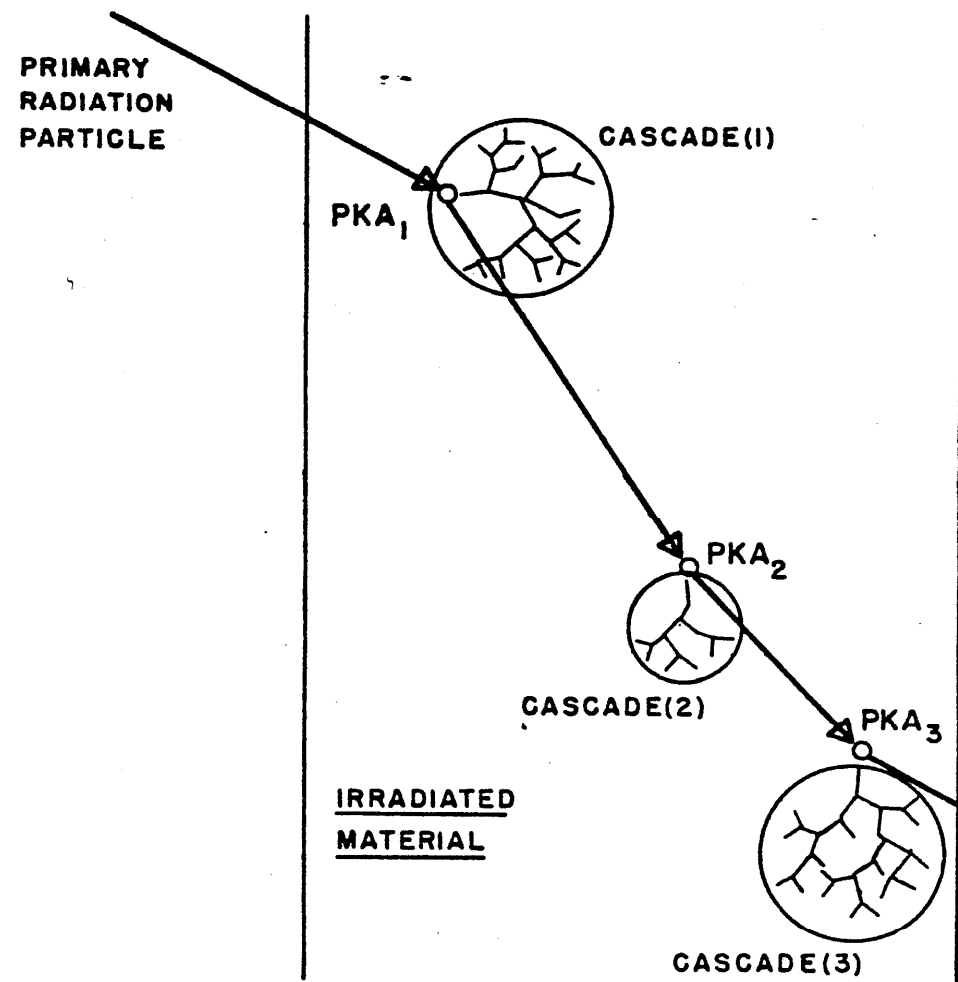 PRIMARY
RADIATION
PARTICLE
CASCADE(1)
PKA1
PKA2
CASCADE(2)
PKA3
IRRADIATED
MATERIAL
CASCADE(3)